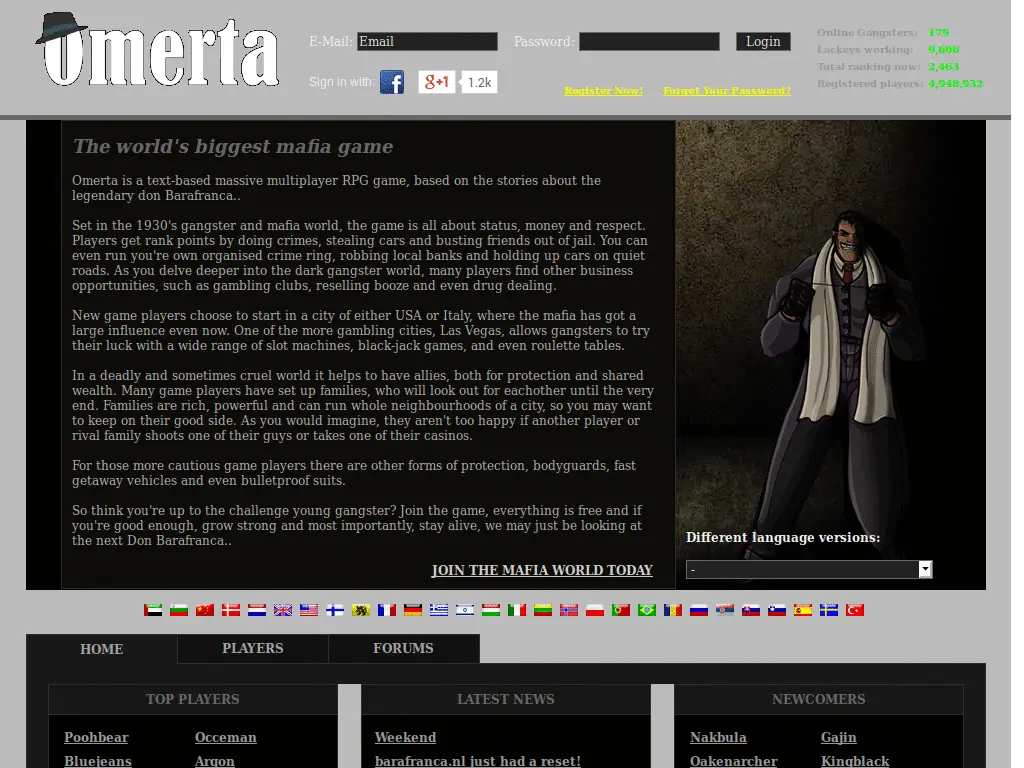 Omerta
E-Mail: Email Password: Login
Sign in with: f g+1 1.2k
Register Now! Forgot Your Password?
Online Gangsters: 179
Lackeys working: 9,606
Total ranking now: 2,463
Registered players: 4,948,932
The world's biggest mafia game
Omerta is a text-based massive multiplayer RPG game, based on the stories about the
legendary don Barafranca..
Set in the 1930's gangster and mafia world, the game is all about status, money and respect.
Players get rank points by doing crimes, stealing cars and busting friends out of jail. You can
even run you're own organised crime ring, robbing local banks and holding up cars on quiet
roads. As you delve deeper into the dark gangster world, many players find other business
opportunities, such as gambling clubs, reselling booze and even drug dealing.
New game players choose to start in a city of either USA or Italy, where the mafia has got a
large influence even now. One of the more gambling cities, Las Vegas, allows gangsters to try
their luck with a wide range of slot machines, black-jack games, and even roulette tables.
In a deadly and sometimes cruel world it helps to have allies, both for protection and shared
wealth. Many game players have set up families, who will look out for eachother until the very
end. Families are rich, powerful and can run whole neighbourhoods of a city, so you may want
to keep on their good side. As you would imagine, they aren't too happy if another player or
rival family shoots one of their guys or takes one of their casinos.
For those more cautious game players there are other forms of protection, bodyguards, fast
getaway vehicles and even bulletproof suits.
So think you're up to the challenge young gangster? Join the game, everything is free and if
you're good enough, grow strong and most importantly, stay alive, we may just be looking at
the next Don Barafranca..
JOIN THE MAFIA WORLD TODAY
Different language versions:
-
HOME PLAYERS FORUMS
TOP PLAYERS
Poohbear Occeman
Bluejeans Argon
LATEST NEWS
Weekend
barafranca.nl just had a reset!
NEWCOMERS
Nakbula Gajin
Oakenarcher Kingblack